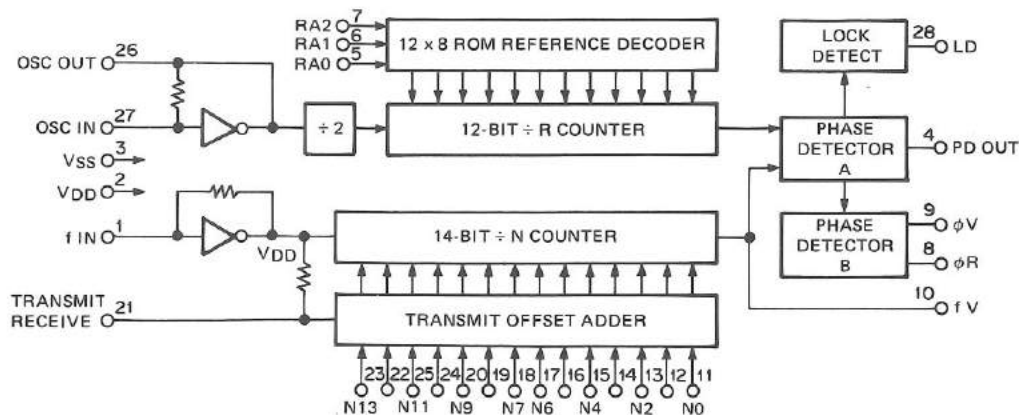 RA2 7
RA1 6
RA0 5
12 x 8 ROM REFERENCE DECODER
LOCK
DETECT
28 LD
26
OSC OUT
27
OSC IN
÷ 2
12-BIT ÷ R COUNTER
PHASE
DETECTOR
A
4
PD OUT
3
VSS
2
VDD
1
f IN
VDD
14-BIT ÷ N COUNTER
PHASE
DETECTOR
B
9 φV
8 φR
10
f V
TRANSMIT
RECEIVE
21
TRANSMIT OFFSET ADDER
23 22 25 24 20 19 18 17 16 15 14 13 12 11
N13 N11 N9 N7 N6 N4 N2 N0